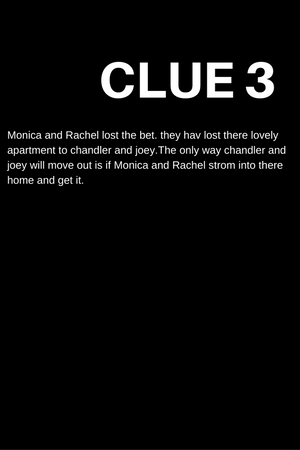 CLUE 3
Monica and Rachel lost the bet. they hav lost there lovely
apartment to chandler and joey.The only way chandler and
joey will move out is if Monica and Rachel strom into there
home and get it.